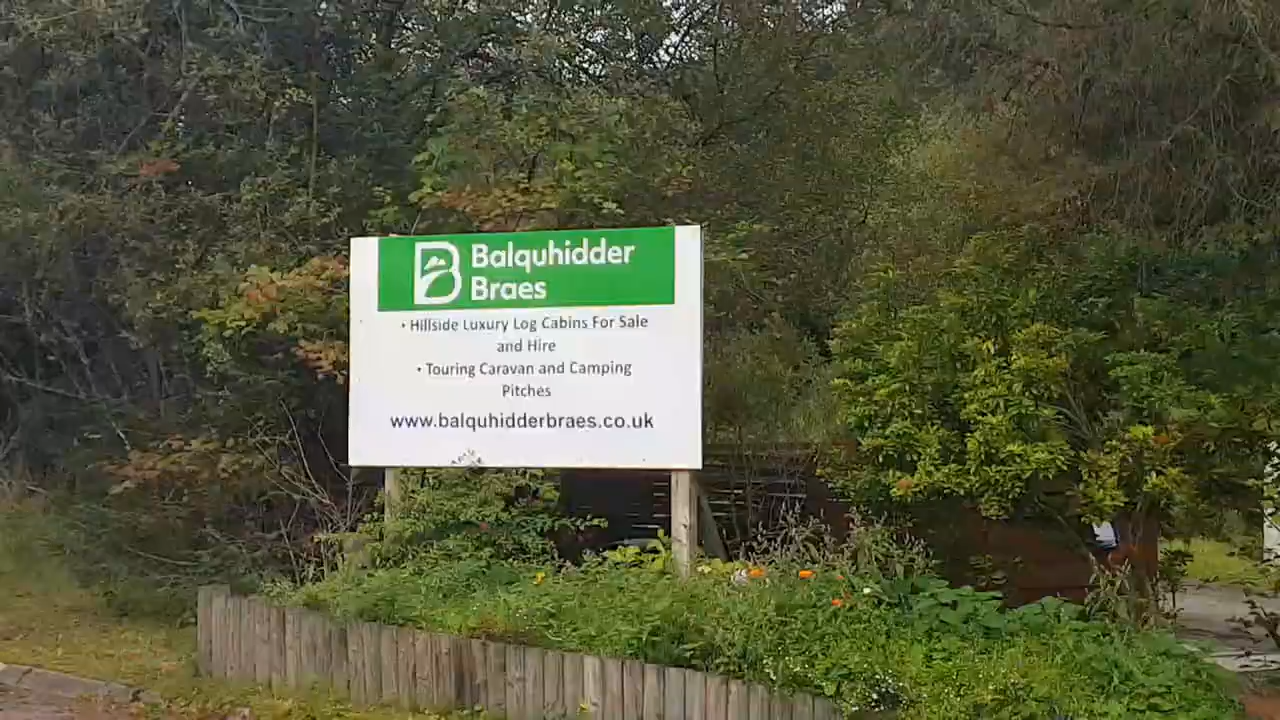 Balquhidder
Braes
• Hillside Luxury Log Cabins For Sale
and Hire
• Touring Caravan and Camping
Pitches
www.balquhidderbraes.co.uk